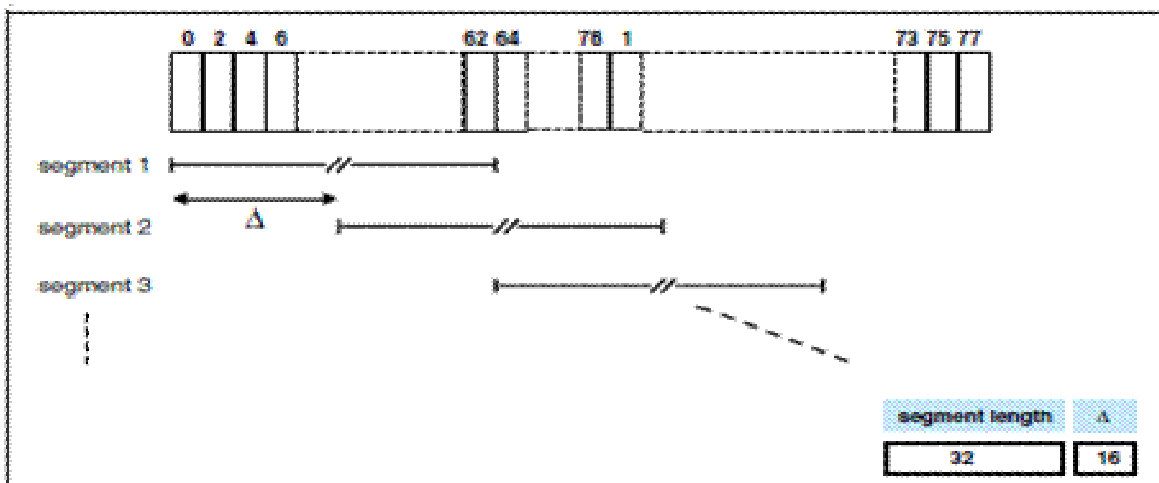 0 2 4 6 62 64 76 1 73 75 77
segment 1
Δ
segment 2
segment 3
segment length Δ
32 16